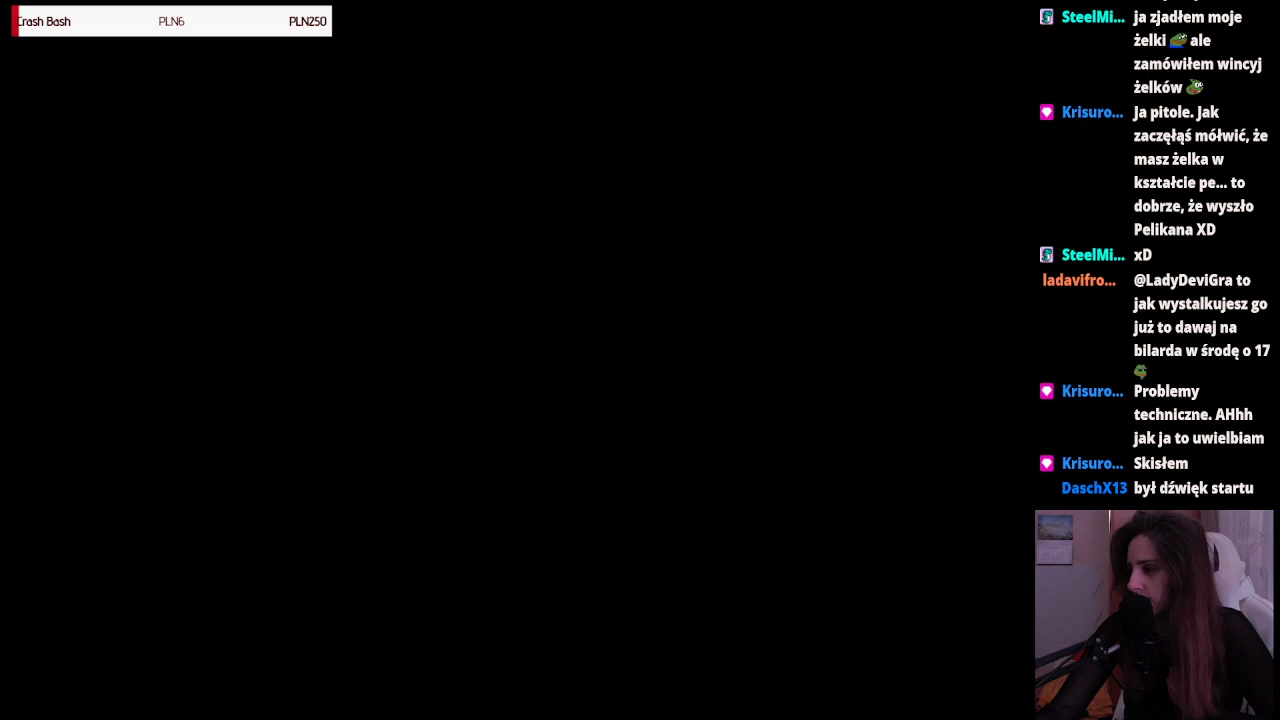 Crash Bash PLN6 PLN250
SteelMi... ja zjadłem moje
żelki ale
zamówiłem wincyj
żelków
Krisuro... Ja pitole. Jak
zaczęłąś mółwić, że
masz żelka w
kształcie pe... to
dobrze, że wyszło
Pelikana XD
SteelMi... xD
ladavifro... @LadyDeviGra to
jak wystalkujesz go
już to dawaj na
bilarda w środę o 17
Krisuro... Problemy
techniczne. AHhh
jak ja to uwielbiam
Krisuro... Skisłem
DaschX13 był dźwięk startu